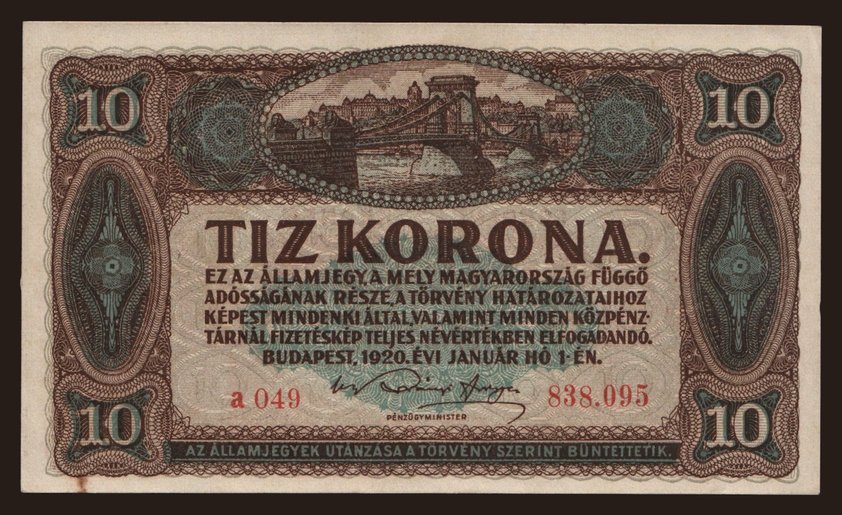 10 10
TIZ KORONA.
EZ AZ ÁLLAMJEGY, A MELY MAGYARORSZÁG FÜGGŐ
ADÓSSÁGÁNAK RÉSZE, A TÖRVÉNY HATÁROZATAIHOZ
KÉPEST MINDENKI ÁLTAL, VALAMINT MINDEN KÖZPÉNZ-
TÁRNÁL FIZETÉSKÉP TELJES NÉVÉRTÉKBEN ELFOGADANDÓ.
BUDAPEST, 1920. ÉVI JANUÁR HÓ 1-ÉN.
a 049 838.095
PÉNZÜGYMINISTER
10 10
AZ ÁLLAMJEGYEK UTÁNZÁSA A TÖRVÉNY SZERINT BÜNTETTETIK.